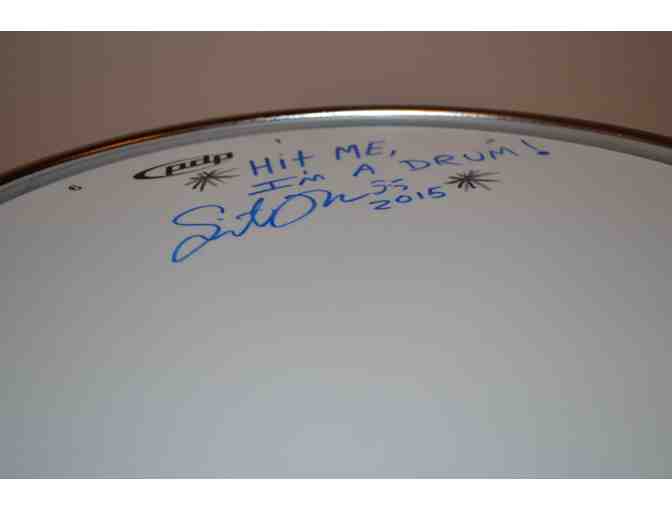 pdp
Hit ME,
I'm A DRUM!
2015